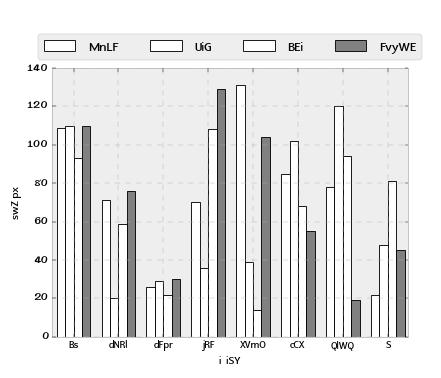 MnLF UiG BEi FvyWE
140
120
100
80
60
40
20
0
swZ px
Bs dNRl dFpr jRF XVmO cCX QlWQ S
i iSY